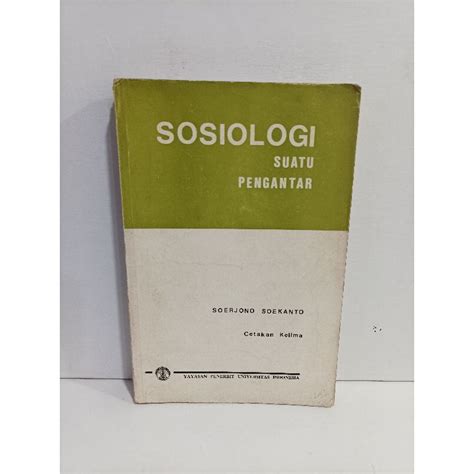 SOSIOLOGI
SUATU
PENGANTAR
SOERJONO SOEKANTO
Cetakan Kelima
YAYASAN PENERBIT UNIVERSITAS INDONESIA